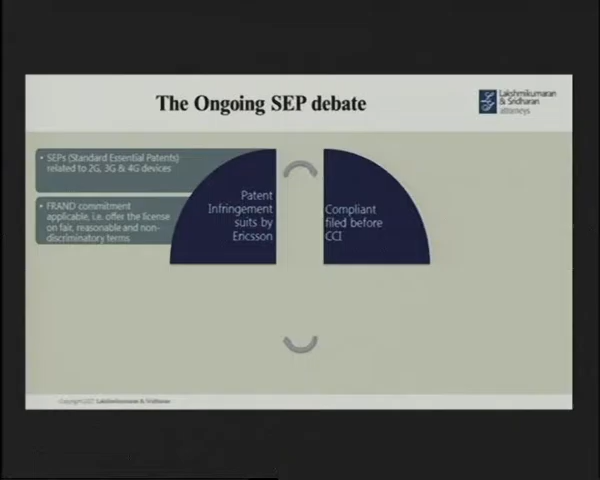 The Ongoing SEP debate
Lakshmikumaran
& Sridharan
attorneys
• SEPs (Standard Essential Patents)
related to 2G, 3G & 4G devices
• FRAND commitment
applicable, i.e. offer the license
on fair, reasonable and non-
discriminatory terms
Patent
Infringement
suits by
Ericsson
Compliant
filed before
CCI
Lakshmikumaran & Sridharan